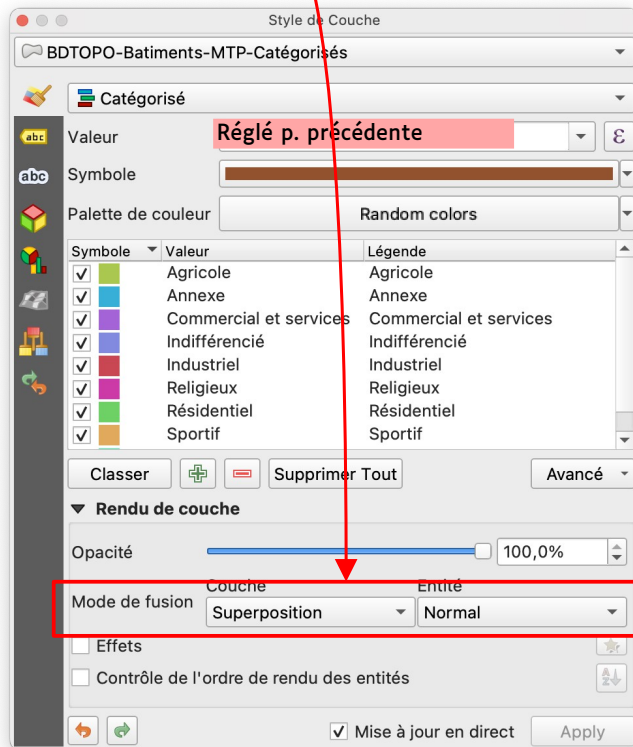 Style de Couche
BDTOPO-Batiments-MTP-Catégorisés
Catégorisé
abc
Valeur
Réglé p. précédente
ε
abc
Symbole
Palette de couleur
Random colors
Symbole Valeur Légende
Agricole Agricole
Annexe Annexe
Commercial et services Commercial et services
Indifférencié Indifférencié
Industriel Industriel
Religieux Religieux
Résidentiel Résidentiel
Sportif Sportif
Classer Supprimer Tout Avancé
Rendu de couche
Opacité 100,0%
Couche Entité
Mode de fusion Superposition Normal
Effets
Contrôle de l'ordre de rendu des entités
Mise à jour en direct Apply